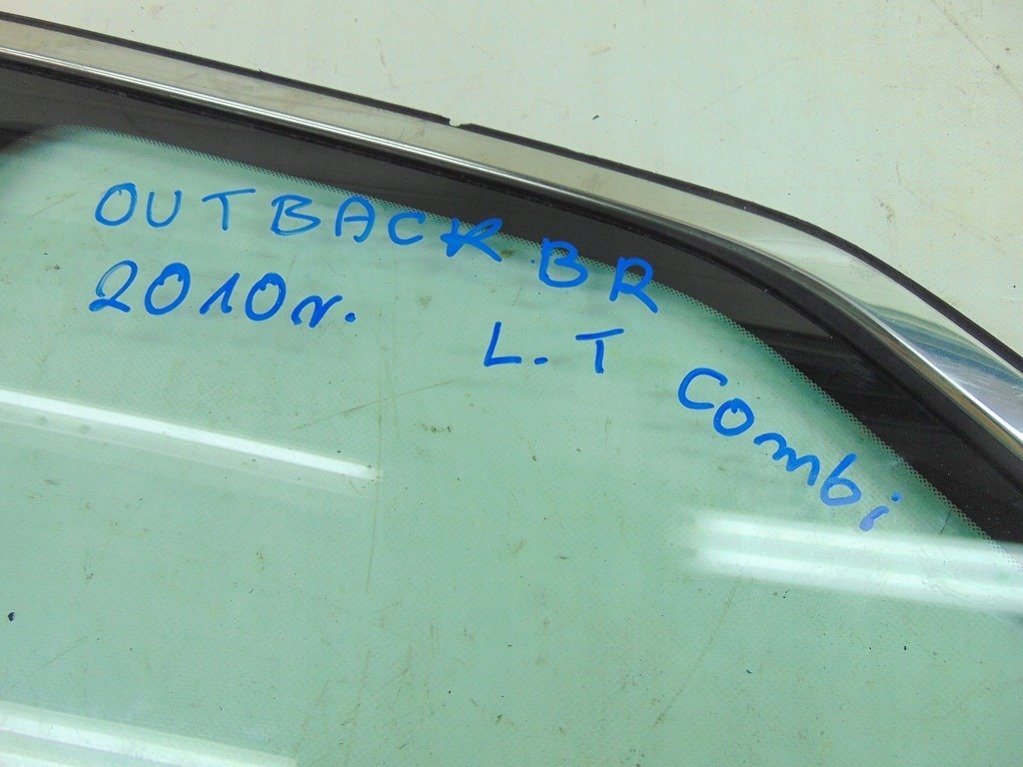 OUTBACK BR
2010r. L.T Combi